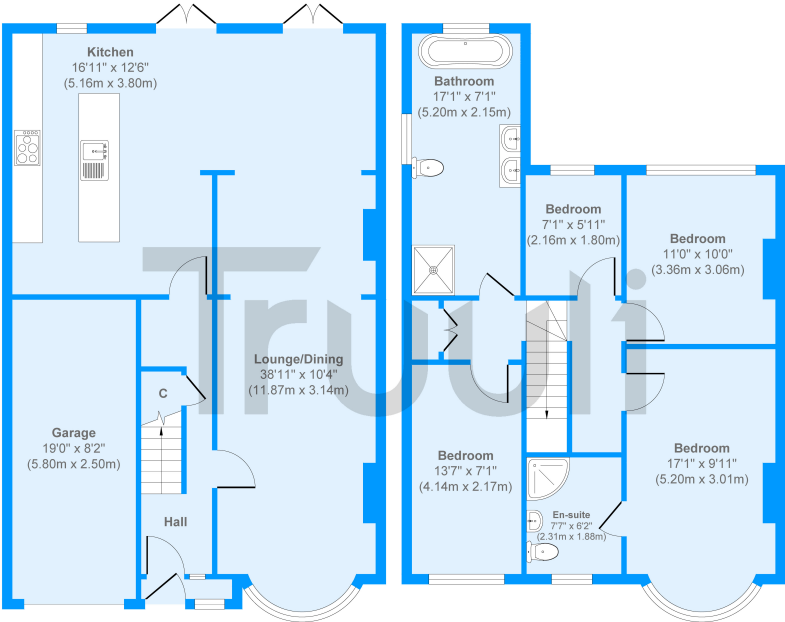 Kitchen
16'11" x 12'6"
(5.16m x 3.80m)
Lounge/Dining
38'11" x 10'4"
(11.87m x 3.14m)
C
Garage
19'0" x 8'2"
(5.80m x 2.50m)
Hall
Bathroom
17'1" x 7'1"
(5.20m x 2.15m)
Bedroom
7'1" x 5'11"
(2.16m x 1.80m)
Bedroom
11'0" x 10'0"
(3.36m x 3.06m)
Bedroom
13'7" x 7'1"
(4.14m x 2.17m)
Bedroom
17'1" x 9'11"
(5.20m x 3.01m)
En-suite
7'7" x 6'2"
(2.31m x 1.88m)
Truuli